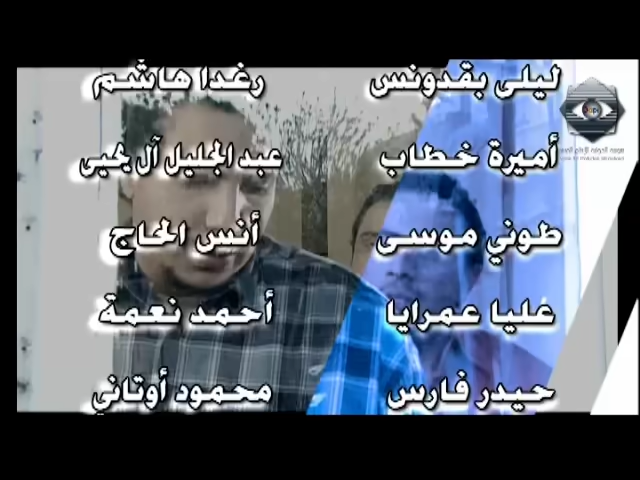 ليلى بقدونس رغدا هاشم
أميرة خطاب عبد الجليل آل يحيى
طوني موسى أنس الحاج
عليا عمرايا أحمد نعمة
حيدر فارس محمود أوتاني